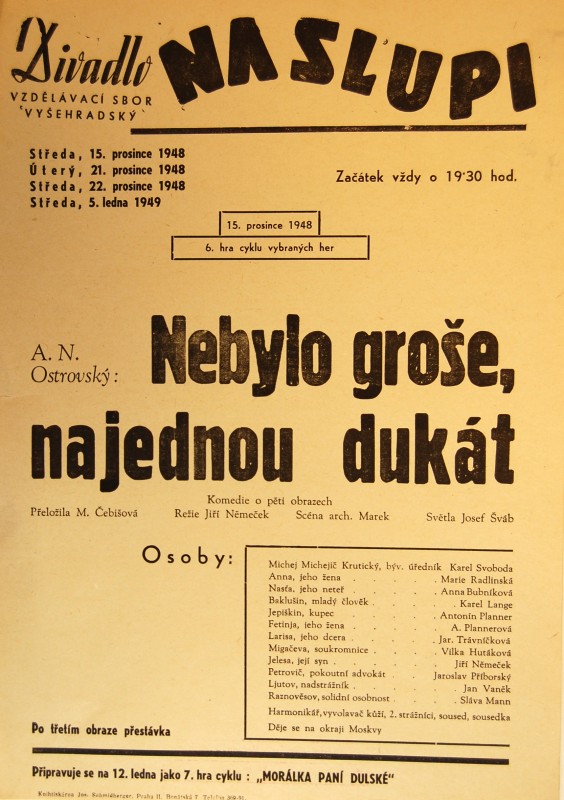 Divadlo NA SLUPI
VZDĚLÁVACÍ SBOR
VYŠEHRADSKÝ
Středa, 15. prosince 1948
Úterý, 21. prosince 1948
Středa, 22. prosince 1948
Středa, 5. ledna 1949
Začátek vždy o 19·30 hod.
15. prosince 1948
6. hra cyklu vybraných her
A. N.
Ostrovský:
Nebylo groše,
najednou dukát
Komedie o pěti obrazech
Přeložila M. Čebišová Režie Jiří Němeček Scéna arch. Marek Světla Josef Šváb
Osoby:
Michej Michejič Krutický, býv. úředník Karel Svoboda
Anna, jeho žena . . . . . Marie Radlinská
Nasťa, jeho neteř . . . . . Anna Bubníková
Baklušin, mladý člověk . . . . . Karel Lange
Jepiškin, kupec . . . . . Antonín Planner
Fetinja, jeho žena . . . . . A. Plannerová
Larisa, jeho dcera . . . . . Jar. Trávníčková
Migačeva, soukromnice . . . . . Vilka Hutáková
Jelesa, její syn . . . . . Jiří Němeček
Petrovič, pokoutní advokát . . . Jaroslav Příborský
Ljutov, nadstrážník . . . . . Jan Vaněk
Raznověsov, solidní osobnost . . . . Sláva Mann
Harmonikář, vyvolavač kůží, 2. strážníci, soused, sousedka
Děje se na okraji Moskvy
Po třetím obraze přestávka
Připravuje se na 12. ledna jako 7. hra cyklu : „MORÁLKA PANÍ DULSKÉ“
Knihtiskárna Jos. Praha II. Telefon